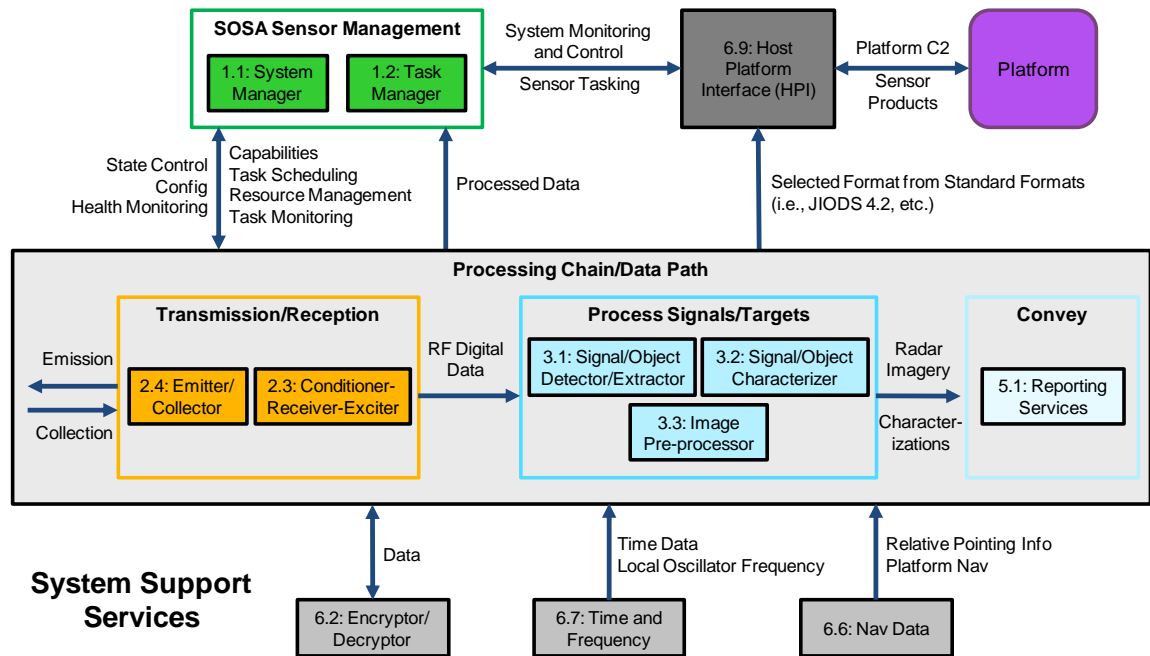 SOSA Sensor Management
1.1: System
Manager
1.2: Task
Manager
System Monitoring
and Control
Sensor Tasking
6.9: Host
Platform
Interface (HPI)
Platform C2
Sensor
Products
Platform
State Control
Config
Health Monitoring
Capabilities
Task Scheduling
Resource Management
Task Monitoring
Processed Data
Selected Format from Standard Formats
(i.e., JIODS 4.2, etc.)
Processing Chain/Data Path
Transmission/Reception
Emission
Collection
2.4: Emitter/
Collector
2.3: Conditioner-
Receiver-Exciter
RF Digital
Data
Process Signals/Targets
3.1: Signal/Object
Detector/Extractor
3.2: Signal/Object
Characterizer
3.3: Image
Pre-processor
Radar
Imagery
Character-
izations
Convey
5.1: Reporting
Services
System Support
Services
Data
Time Data
Local Oscillator Frequency
Relative Pointing Info
Platform Nav
6.2: Encryptor/
Decryptor
6.7: Time and
Frequency
6.6: Nav Data